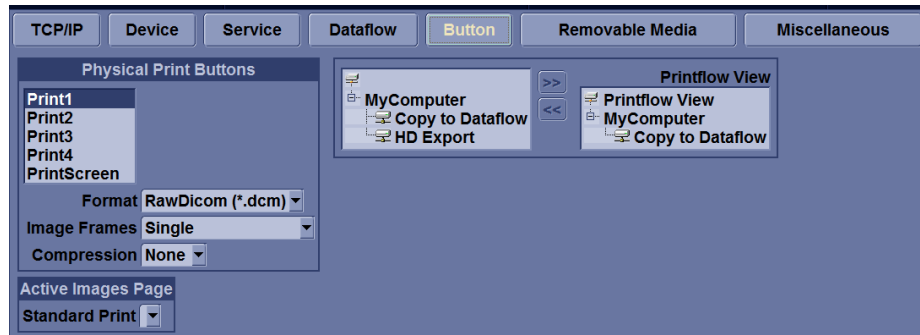 TCP/IP Device Service Dataflow Button Removable Media Miscellaneous
Physical Print Buttons
Print1
Print2
Print3
Print4
PrintScreen
Format RawDicom (*.dcm)
Image Frames Single
Compression None
MyComputer
Copy to Dataflow
HD Export
>>
<<
Printflow View
Printflow View
MyComputer
Copy to Dataflow
Active Images Page
Standard Print